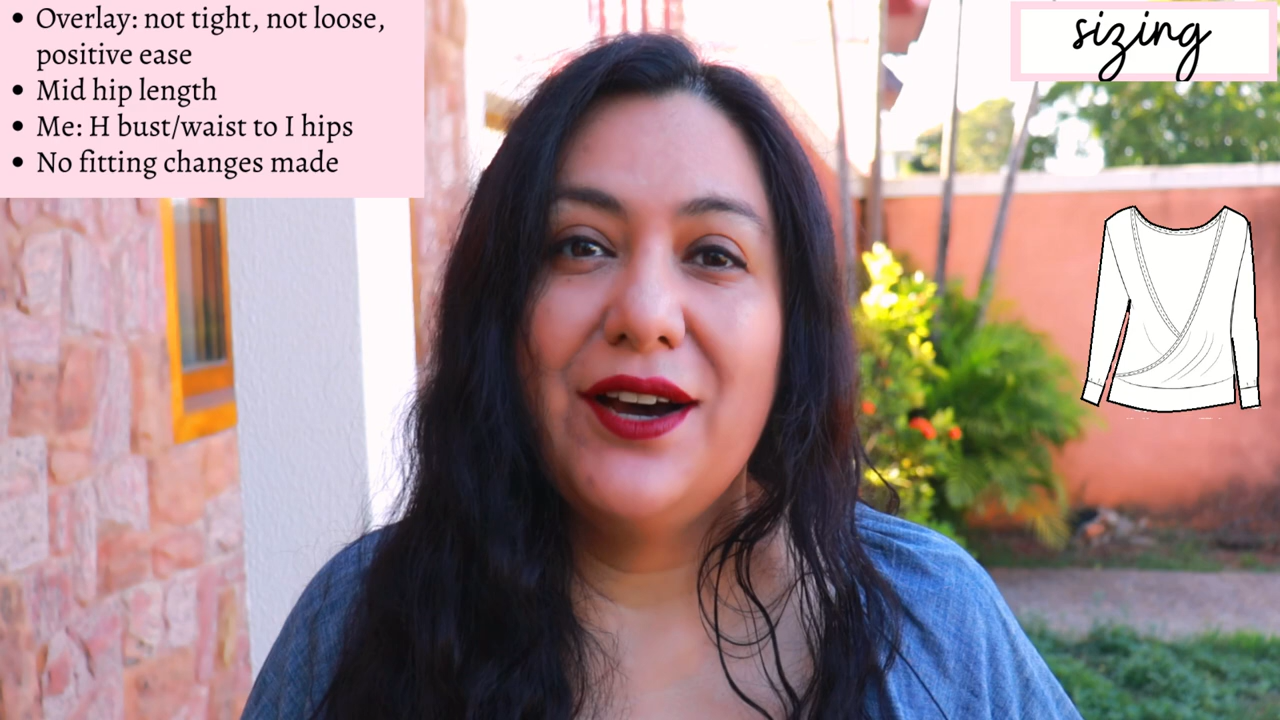 • Overlay: not tight, not loose,
positive ease
• Mid hip length
• Me: H bust/waist to I hips
• No fitting changes made
sizing